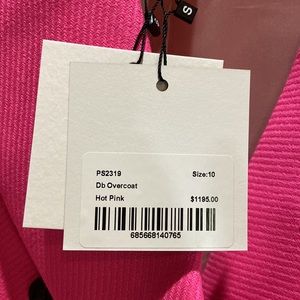 S
PS2319 Size:10
Db Overcoat
Hot Pink $1195.00
685668140765